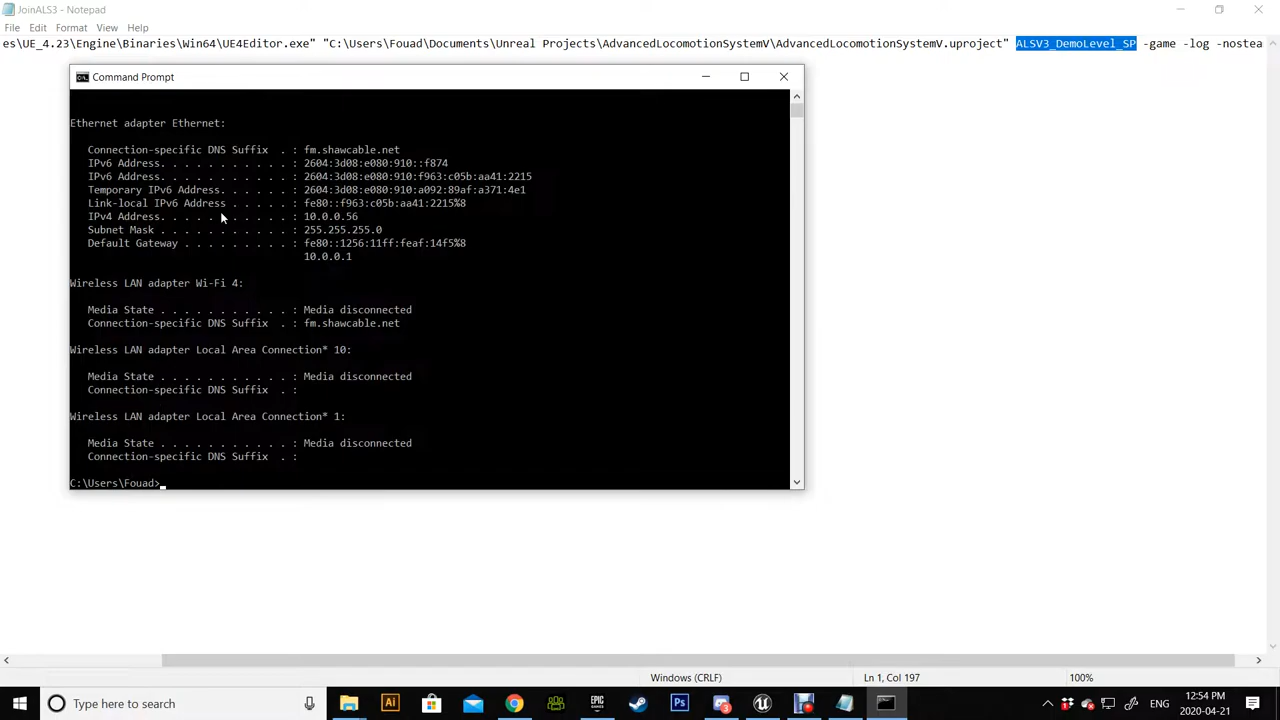 JoinALS3 - Notepad
File Edit Format View Help
es\UE_4.23\Engine\Binaries\Win64\UE4Editor.exe" "C:\Users\Fouad\Documents\Unreal Projects\AdvancedLocomotionSystemV\AdvancedLocomotionSystemV.uproject" ALSV3_DemoLevel_SP -game -log -nostea
Command Prompt
Ethernet adapter Ethernet:
Connection-specific DNS Suffix . : fm.shawcable.net
IPv6 Address. . . . . . . . . . . : 2604:3d08:e080:910::f874
IPv6 Address. . . . . . . . . . . : 2604:3d08:e080:910:f963:c05b:aa41:2215
Temporary IPv6 Address. . . . . . : 2604:3d08:e080:910:a092:89af:a371:4e1
Link-local IPv6 Address . . . . . : fe80::f963:c05b:aa41:2215%8
IPv4 Address. . . . . . . . . . . : 10.0.0.56
Subnet Mask . . . . . . . . . . . : 255.255.255.0
Default Gateway . . . . . . . . . : fe80::1256:11ff:feaf:14f5%8
10.0.0.1
Wireless LAN adapter Wi-Fi 4:
Media State . . . . . . . . . . . : Media disconnected
Connection-specific DNS Suffix . : fm.shawcable.net
Wireless LAN adapter Local Area Connection* 10:
Media State . . . . . . . . . . . : Media disconnected
Connection-specific DNS Suffix . :
Wireless LAN adapter Local Area Connection* 1:
Media State . . . . . . . . . . . : Media disconnected
Connection-specific DNS Suffix . :
C:\Users\Fouad>_
Windows (CRLF) Ln 1, Col 197 100%
Type here to search
Ai
EPIC GAMES
Ps
ENG
12:54 PM
2020-04-21